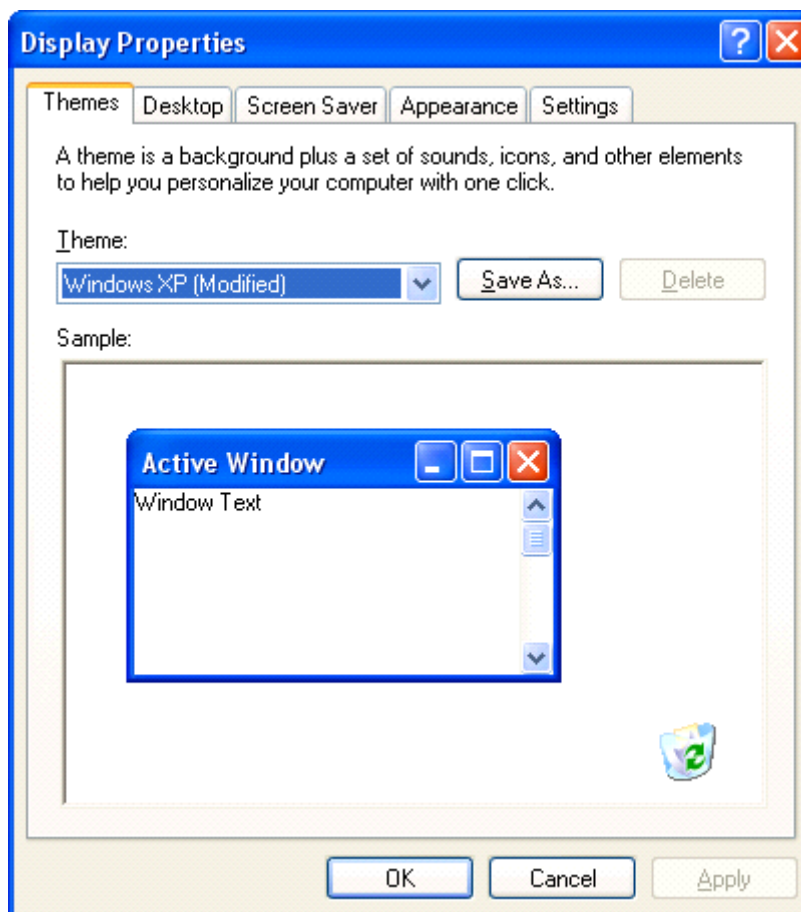 Display Properties
Themes Desktop Screen Saver Appearance Settings
A theme is a background plus a set of sounds, icons, and other elements
to help you personalize your computer with one click.
Theme:
Windows XP (Modified) Save As... Delete
Sample:
Active Window
Window Text
OK Cancel Apply